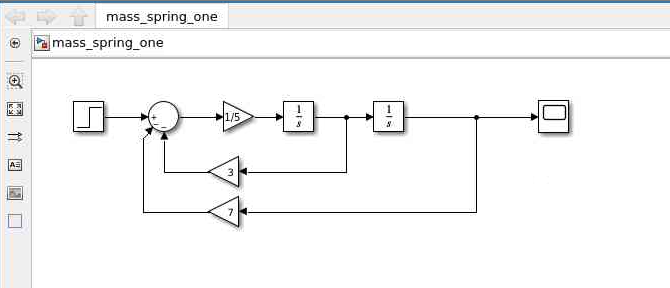 mass_spring_one
mass_spring_one
+
−
−
1/5
1
s
1
s
3
7
A≡